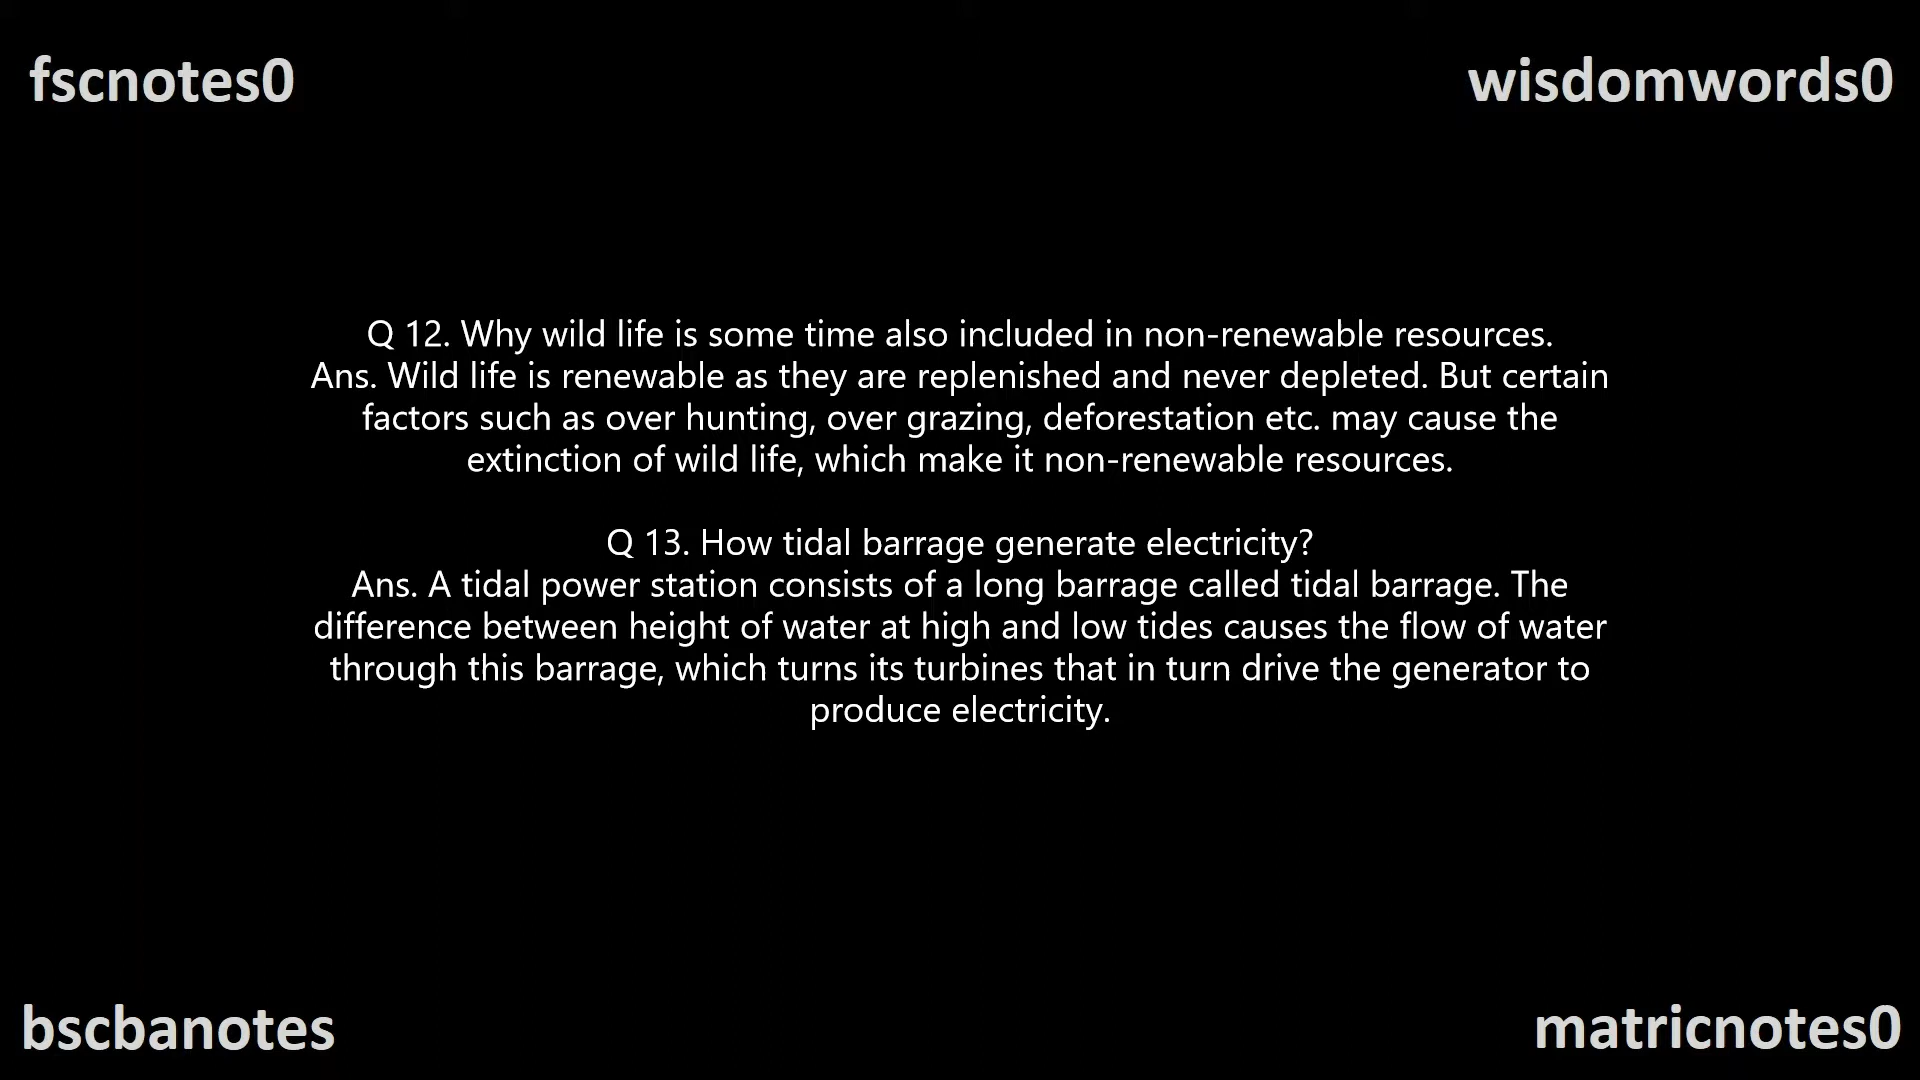 fscnotes0
wisdomwords0
Q 12. Why wild life is some time also included in non-renewable resources.
Ans. Wild life is renewable as they are replenished and never depleted. But certain
factors such as over hunting, over grazing, deforestation etc. may cause the
extinction of wild life, which make it non-renewable resources.
Q 13. How tidal barrage generate electricity?
Ans. A tidal power station consists of a long barrage called tidal barrage. The
difference between height of water at high and low tides causes the flow of water
through this barrage, which turns its turbines that in turn drive the generator to
produce electricity.
bscbanotes
matricnotes0